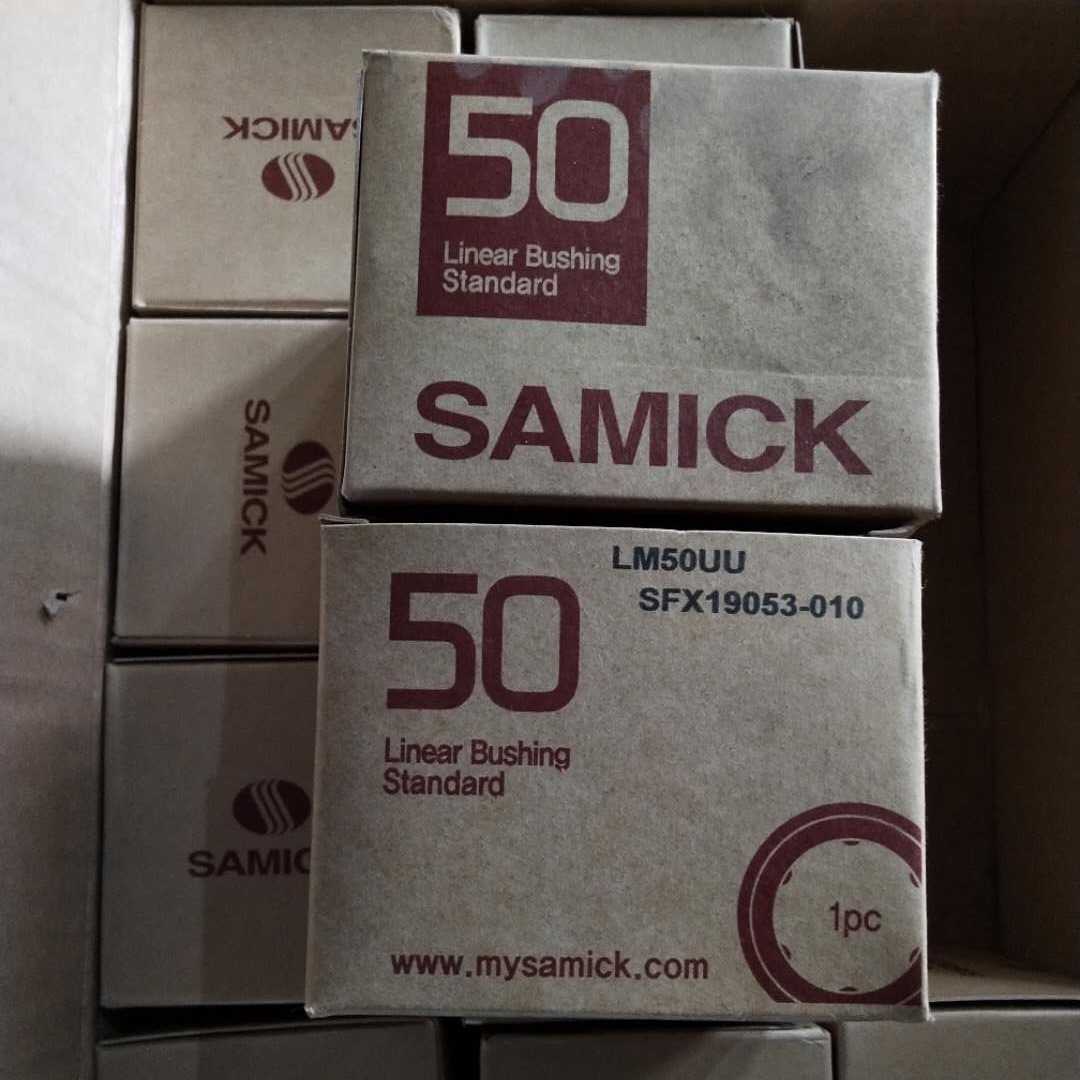 SAMICK
50
Linear Bushing
Standard
SAMICK
SAMICK
LM50UU
SFX19053-010
50
Linear Bushing
Standard
SAMIC
1pc
www.mysamick.com